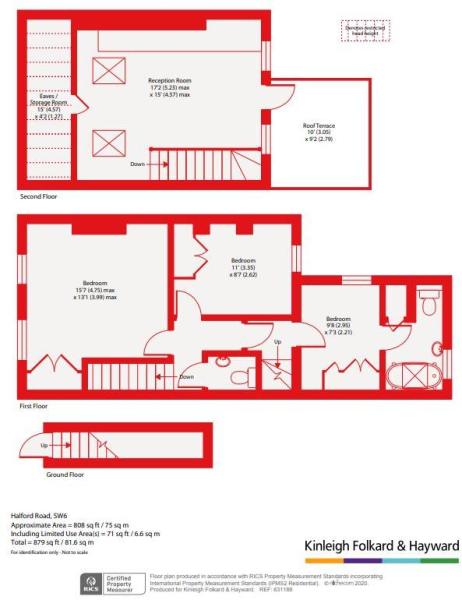 Denotes restricted
head height
Reception Room
17'2 (5.23) max
x 15' (4.57) max
Eaves /
Storage Room
15' (4.57)
x 4'2 (1.27)
Roof Terrace
10' (3.05)
x 9'2 (2.79)
Down
Second Floor
Bedroom
11' (3.35)
x 8'7 (2.62)
Bedroom
15'7 (4.75) max
x 13'1 (3.99) max
Bedroom
9'8 (2.95)
x 7'3 (2.21)
Up
Down
First Floor
Up
Ground Floor
Halford Road, SW6
Approximate Area = 808 sq ft / 75 sq m
Including Limited Use Area(s) = 71 sq ft / 6.6 sq m
Total = 879 sq ft / 81.6 sq m
For identification only - Not to scale
Kinleigh Folkard & Hayward
RICS
Certified
Property
Measurer
Floor plan produced in accordance with RICS Property Measurement Standards incorporating
International Property Measurement Standards (IPMS2 Residential). © nichecom 2020.
Produced for Kinleigh Folkard & Hayward. REF: 631188